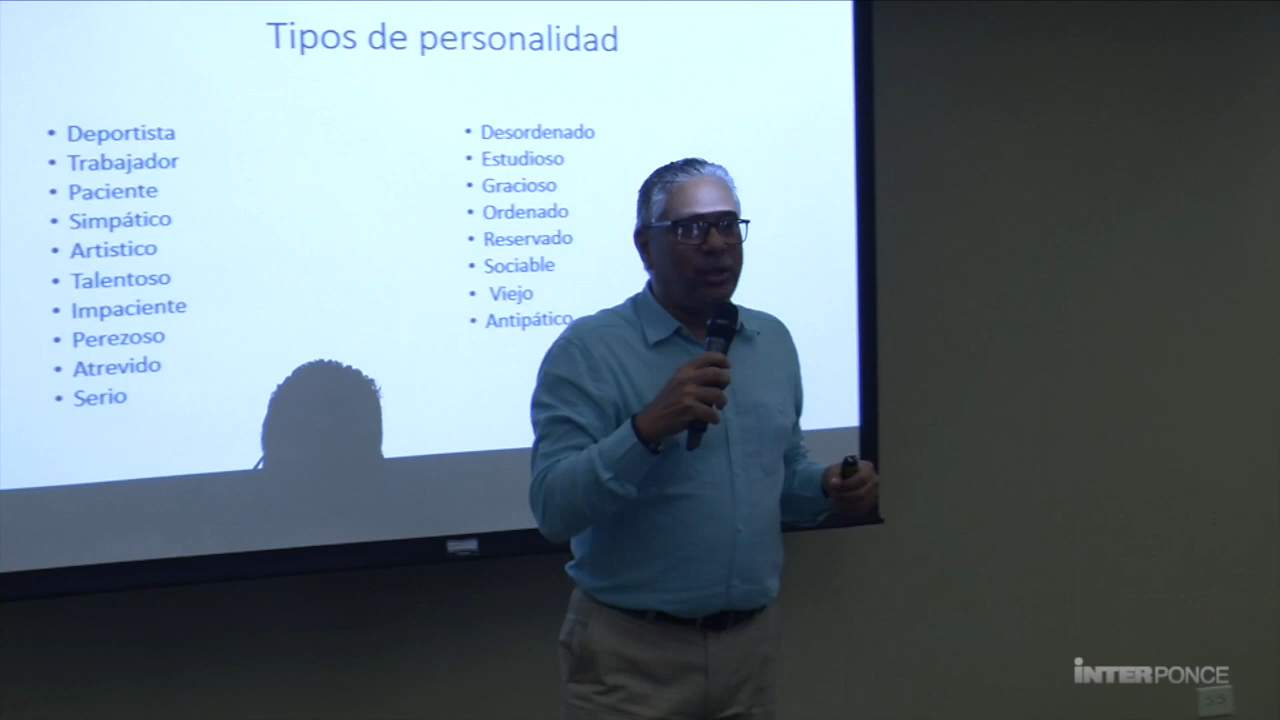 Tipos de personalidad
• Deportista
• Trabajador
• Paciente
• Simpático
• Artistico
• Talentoso
• Impaciente
• Perezoso
• Atrevido
• Serio
• Desordenado
• Estudioso
• Gracioso
• Ordenado
• Reservado
• Sociable
• Viejo
• Antipático
INTERPONCE